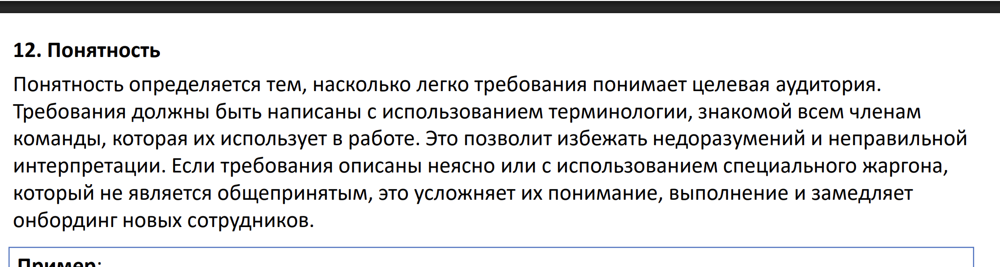 12. Понятность
Понятность определяется тем, насколько легко требования понимает целевая аудитория.
Требования должны быть написаны с использованием терминологии, знакомой всем членам
команды, которая их использует в работе. Это позволит избежать недоразумений и неправильной
интерпретации. Если требования описаны неясно или с использованием специального жаргона,
который не является общепринятым, это усложняет их понимание, выполнение и замедляет
онбординг новых сотрудников.
Пример: